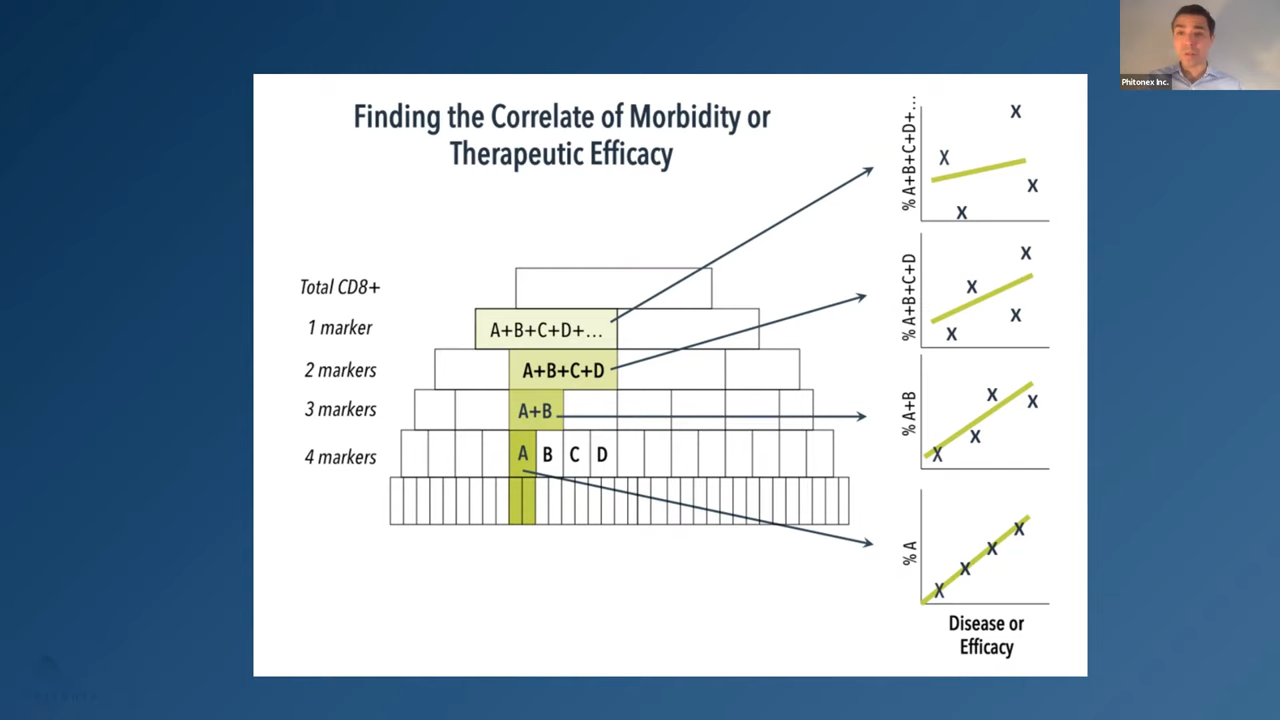 Phitonex Inc.
Finding the Correlate of Morbidity or
Therapeutic Efficacy
Total CD8+
1 marker
A+B+C+D+...
2 markers
A+B+C+D
3 markers
A+B
4 markers
A B C D
% A+B+C+D+...
X
X
X
X
% A+B+C+D
X
X
X
X
% A+B
X
X
X
X
% A
X
X
X
X
Disease or
Efficacy